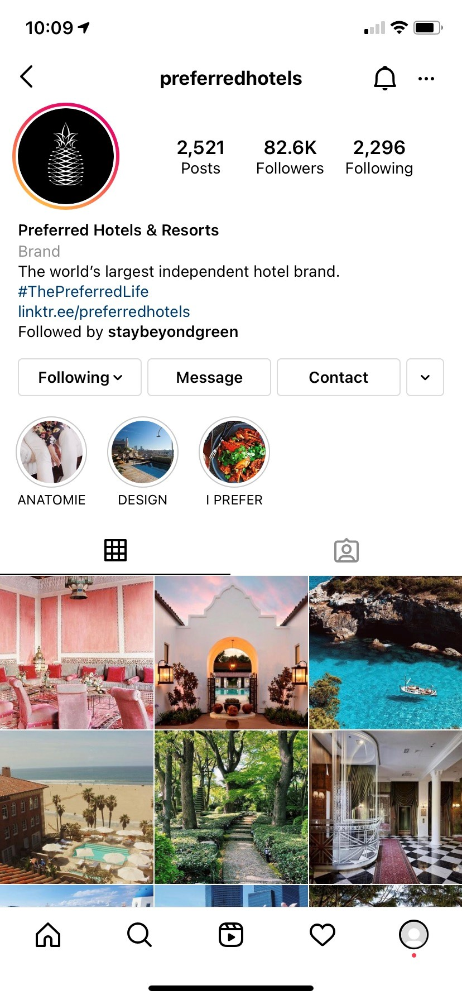 10:09
preferredhotels
2,521
Posts
82.6K
Followers
2,296
Following
Preferred Hotels & Resorts
Brand
The world’s largest independent hotel brand.
#ThePreferredLife
linktr.ee/preferredhotels
Followed by staybeyondgreen
Following
Message
Contact
ANATOMIE
DESIGN
I PREFER